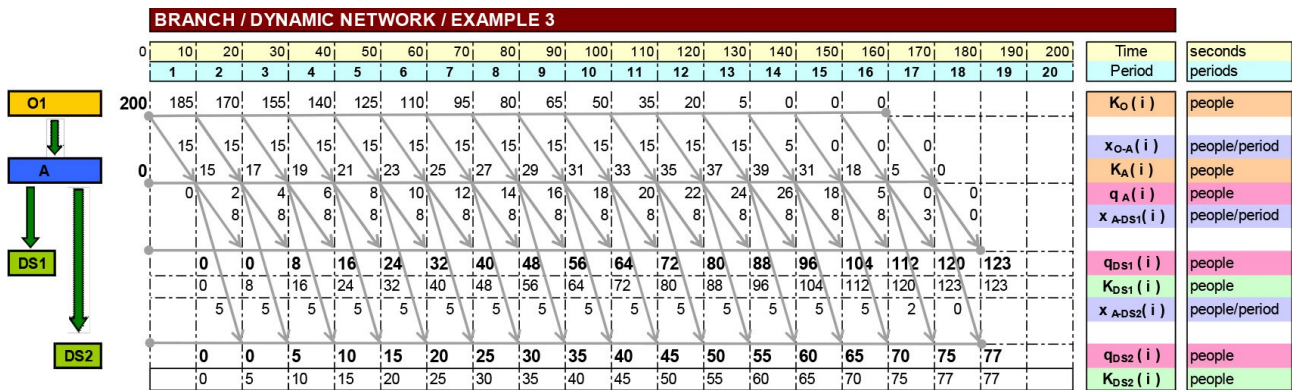 BRANCH / DYNAMIC NETWORK / EXAMPLE 3
0 10 20 30 40 50 60 70 80 90 100 110 120 130 140 150 160 170 180 190 200 Time seconds
1 2 3 4 5 6 7 8 9 10 11 12 13 14 15 16 17 18 19 20 Period periods
O1 200 185 170 155 140 125 110 95 80 65 50 35 20 5 0 0 0 KO ( i ) people
15 15 15 15 15 15 15 15 15 15 15 15 5 0 0 0 xO-A( i ) people/period
A 0 15 17 19 21 23 25 27 29 31 33 35 37 39 31 18 5 0 KA( i ) people
0 2 4 6 8 10 12 14 16 18 20 22 24 26 18 5 0 0 q A( i ) people
8 8 8 8 8 8 8 8 8 8 8 8 8 8 8 3 0 x A-DS1( i ) people/period
DS1 0 0 8 16 24 32 40 48 56 64 72 80 88 96 104 112 120 123 qDS1 ( i ) people
0 8 16 24 32 40 48 56 64 72 80 88 96 104 112 120 123 123 KDS1 ( i ) people
5 5 5 5 5 5 5 5 5 5 5 5 5 5 5 2 0 x A-DS2( i ) people/period
DS2 0 0 5 10 15 20 25 30 35 40 45 50 55 60 65 70 75 77 qDS2 ( i ) people
0 5 10 15 20 25 30 35 40 45 50 55 60 65 70 75 77 77 KDS2 ( i ) people